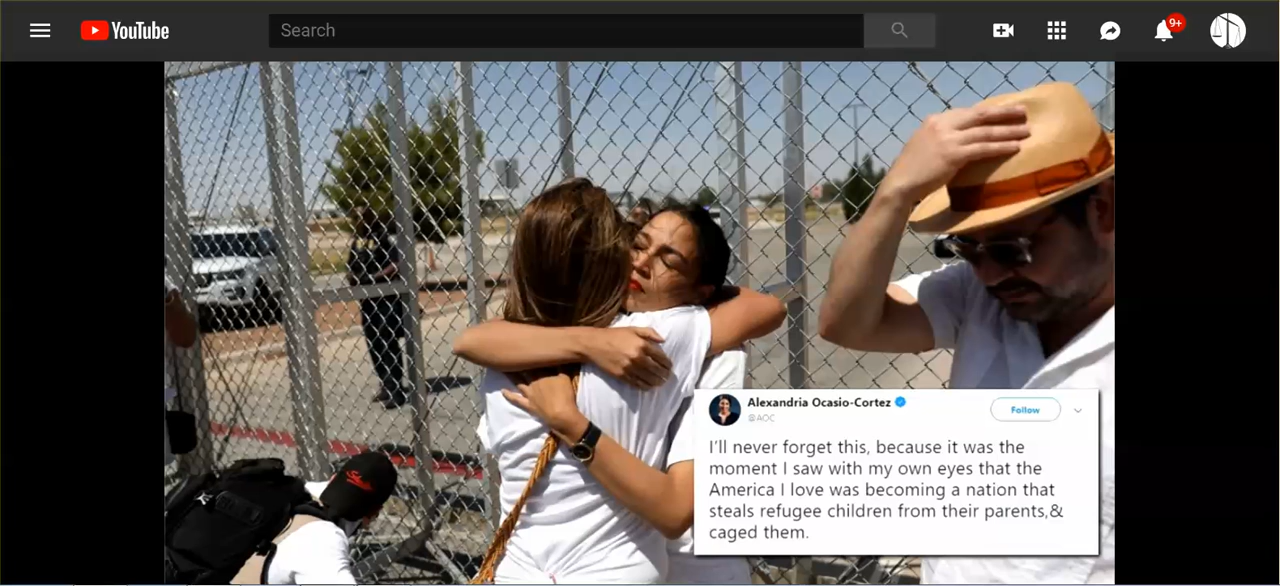 YouTube
Search
9+
Alexandria Ocasio-Cortez
@AOC
Follow
I'll never forget this, because it was the
moment I saw with my own eyes that the
America I love was becoming a nation that
steals refugee children from their parents,&
caged them.